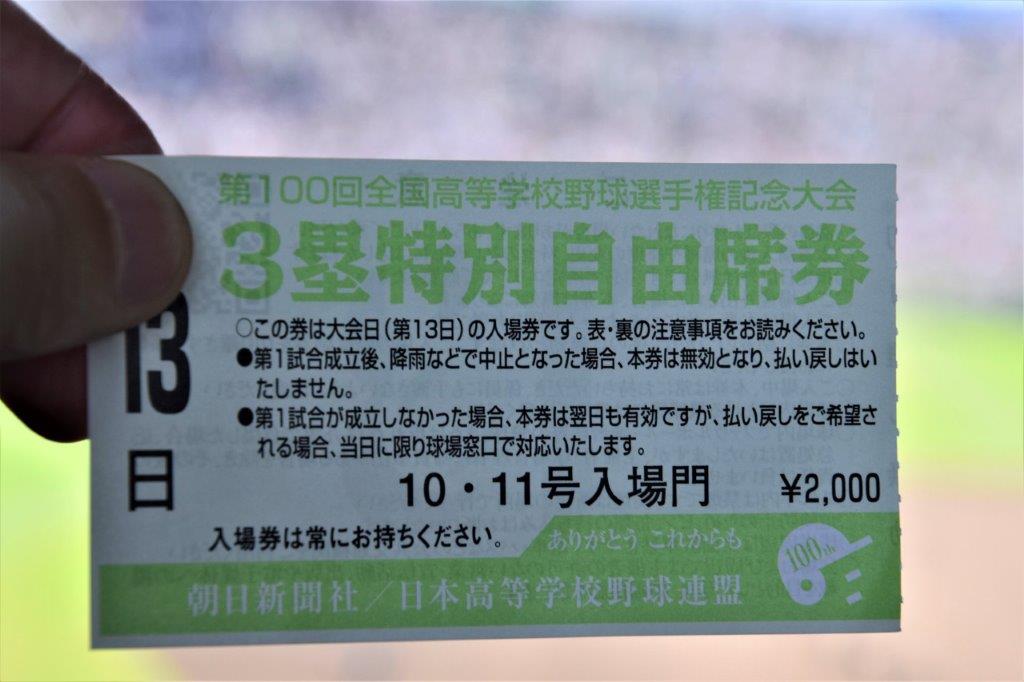 第100回全国高等学校野球選手権記念大会
3塁特別自由席券
13
日
○この券は大会日(第13日)の入場券です。表・裏の注意事項をお読みください。
●第1試合成立後、降雨などで中止となった場合、本券は無効となり、払い戻しはい
たしません。
●第1試合が成立しなかった場合、本券は翌日も有効ですが、払い戻しをご希望さ
れる場合、当日に限り球場窓口で対応いたします。
10・11号入場門 ¥2,000
入場券は常にお持ちください。
ありがとう これからも
100th
朝日新聞社/日本高等学校野球連盟